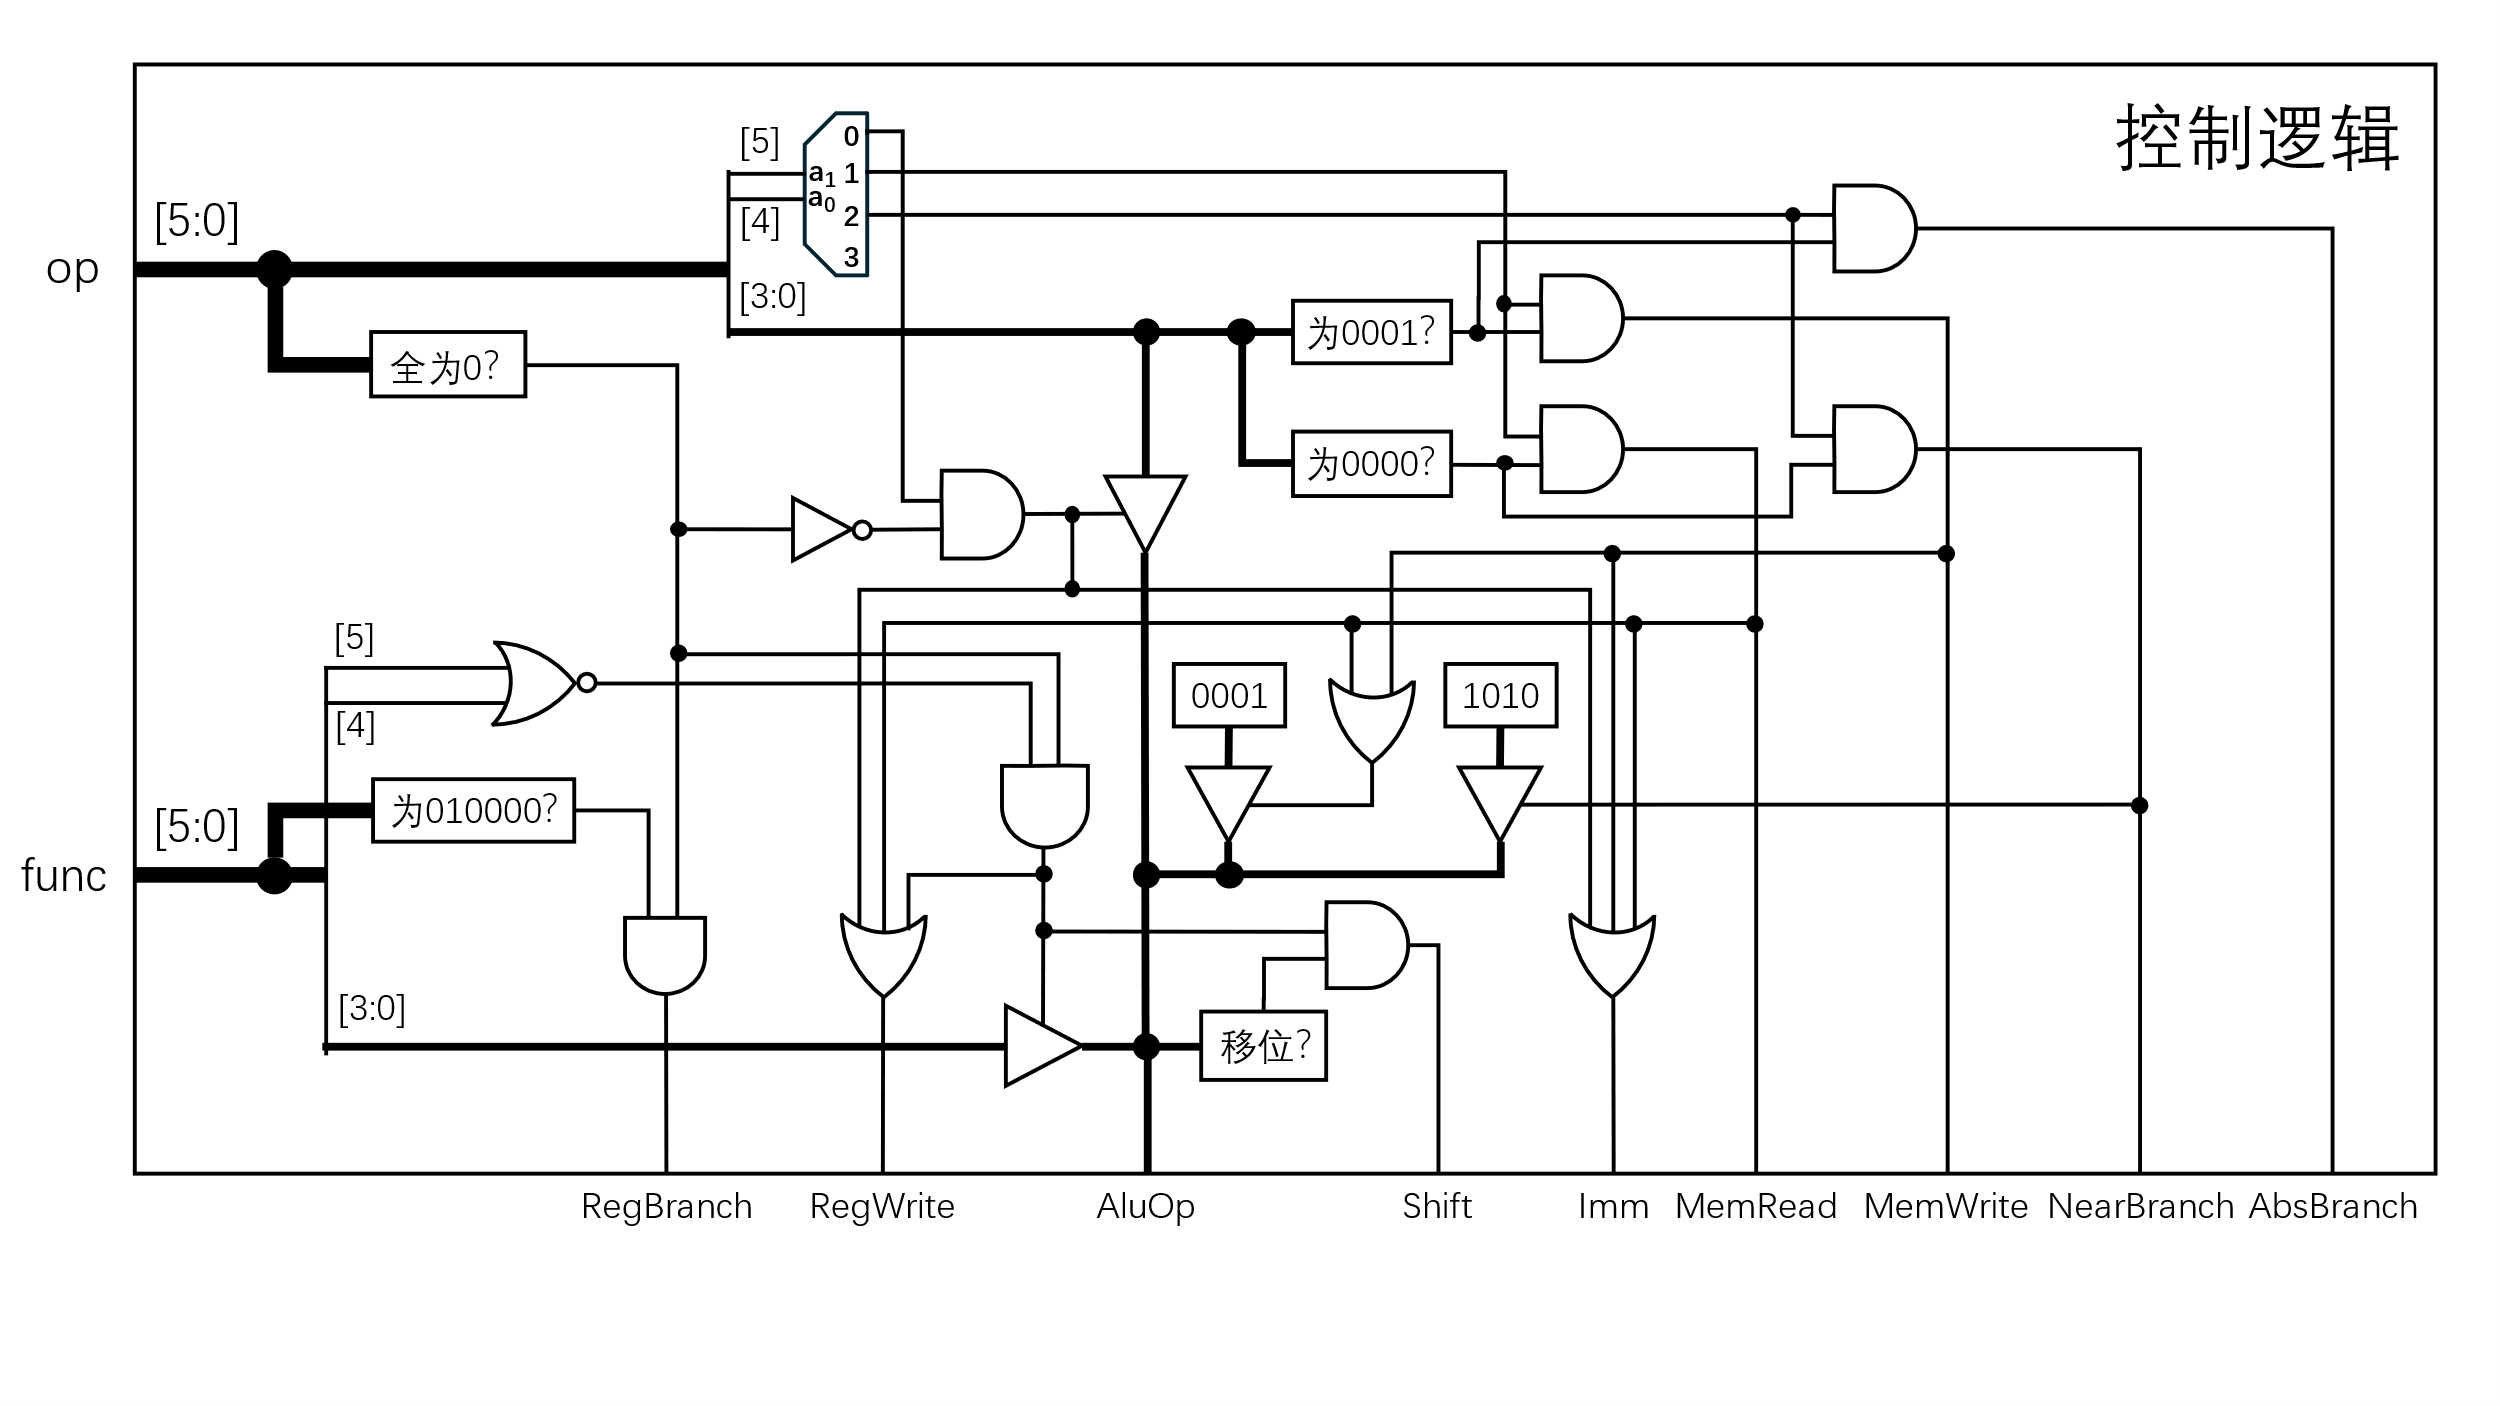 控制逻辑
[5]
0
a1 1
a0
[4]
2
3
[5:0]
op
[3:0]
为0001?
全为0?
为0000?
[5]
[4]
0001
1010
[5:0]
为010000?
func
[3:0]
移位?
RegBranch
RegWrite
AluOp
Shift
Imm
MemRead
MemWrite
NearBranch
AbsBranch